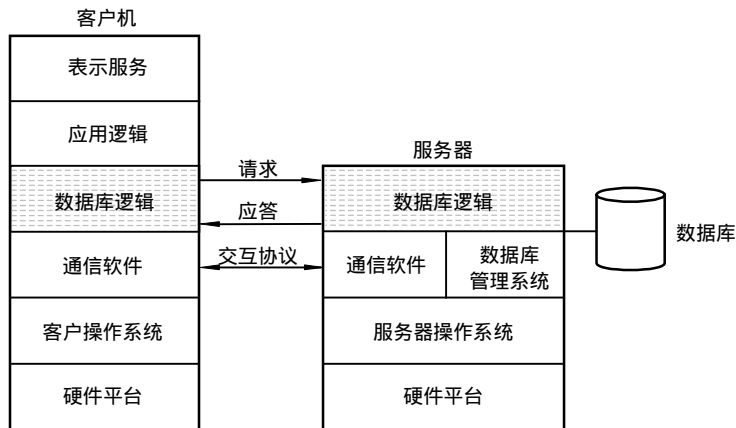 客户机
表示服务
应用逻辑
数据库逻辑
通信软件
客户操作系统
硬件平台
请求
应答
交互协议
服务器
数据库逻辑
通信软件
数据库
管理系统
服务器操作系统
硬件平台
数据库